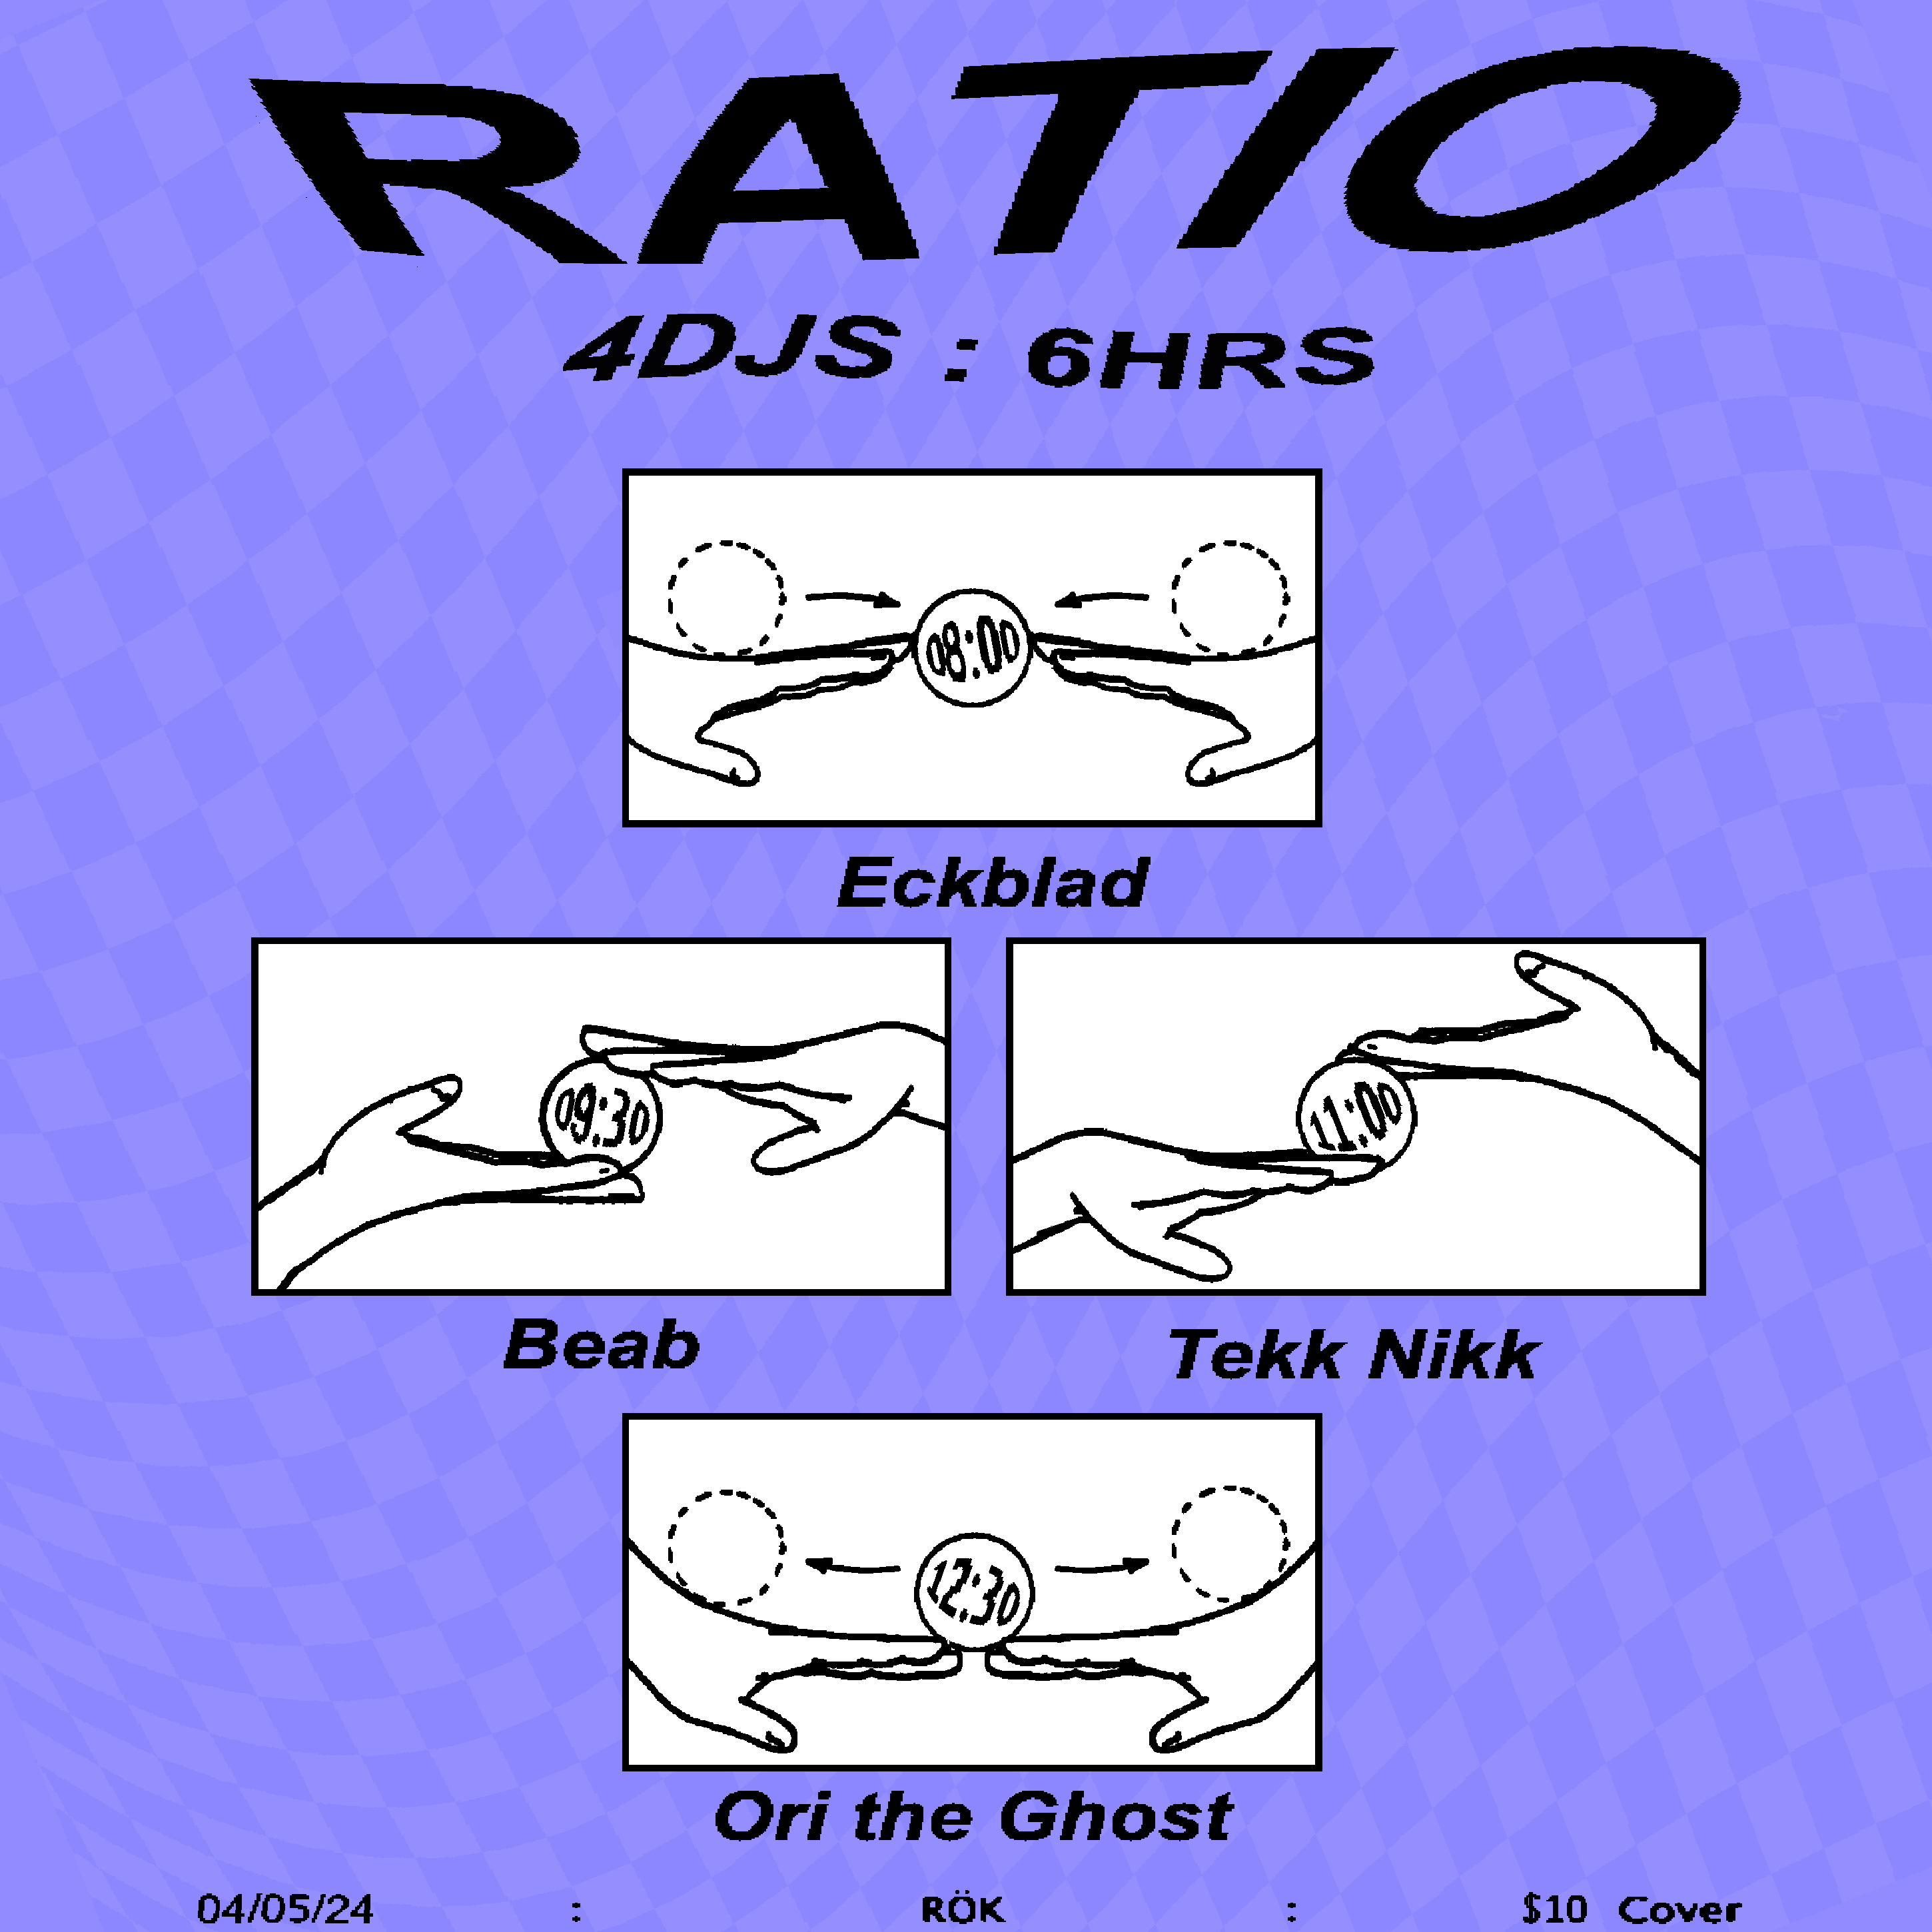 RATIO
4DJS : 6HRS
08:00
Eckblad
09:30
11:00
Beab
Tekk Nikk
12:30
Ori the Ghost
04/05/24 : RÖK : $10 Cover